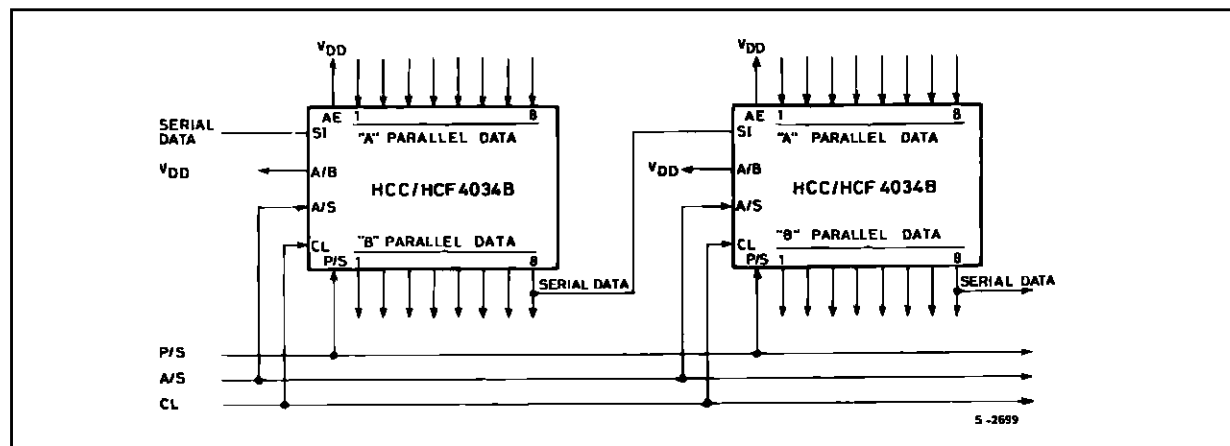 VDD
AE 1 8
SERIAL DATA
SI
"A" PARALLEL DATA
VDD
A/B
HCC/HCF 4034B
A/S
"B" PARALLEL DATA
CL
P/S 1 8
SERIAL DATA
VDD
AE 1 8
SI
"A" PARALLEL DATA
VDD
A/B
HCC/HCF 4034B
A/S
"B" PARALLEL DATA
CL
P/S 1 8
SERIAL DATA
P/S
A/S
CL
S-2699